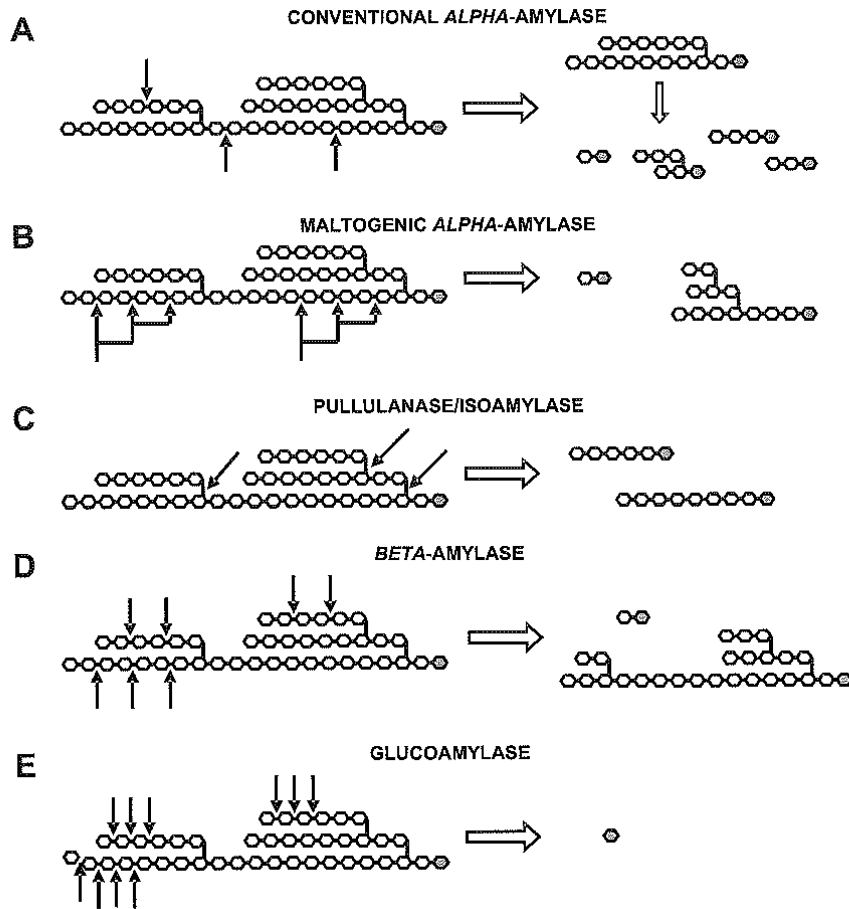 A
CONVENTIONAL ALPHA-AMYLASE
B
MALTOGENIC ALPHA-AMYLASE
C
PULLULANASE/ISOAMYLASE
D
BETA-AMYLASE
E
GLUCOAMYLASE